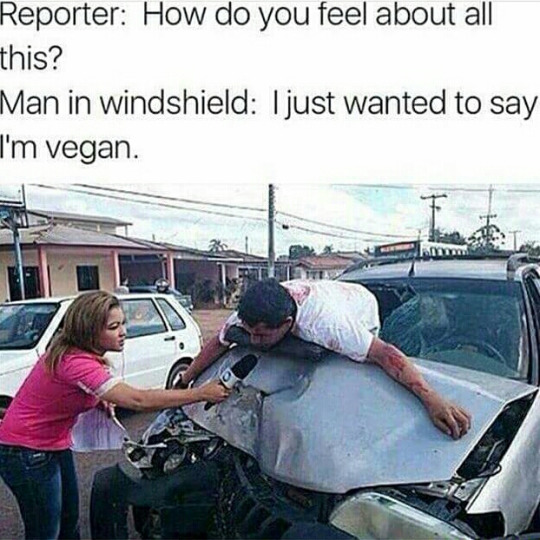 Reporter:  How do you feel about all
this?
Man in windshield:  I just wanted to say
I'm vegan.